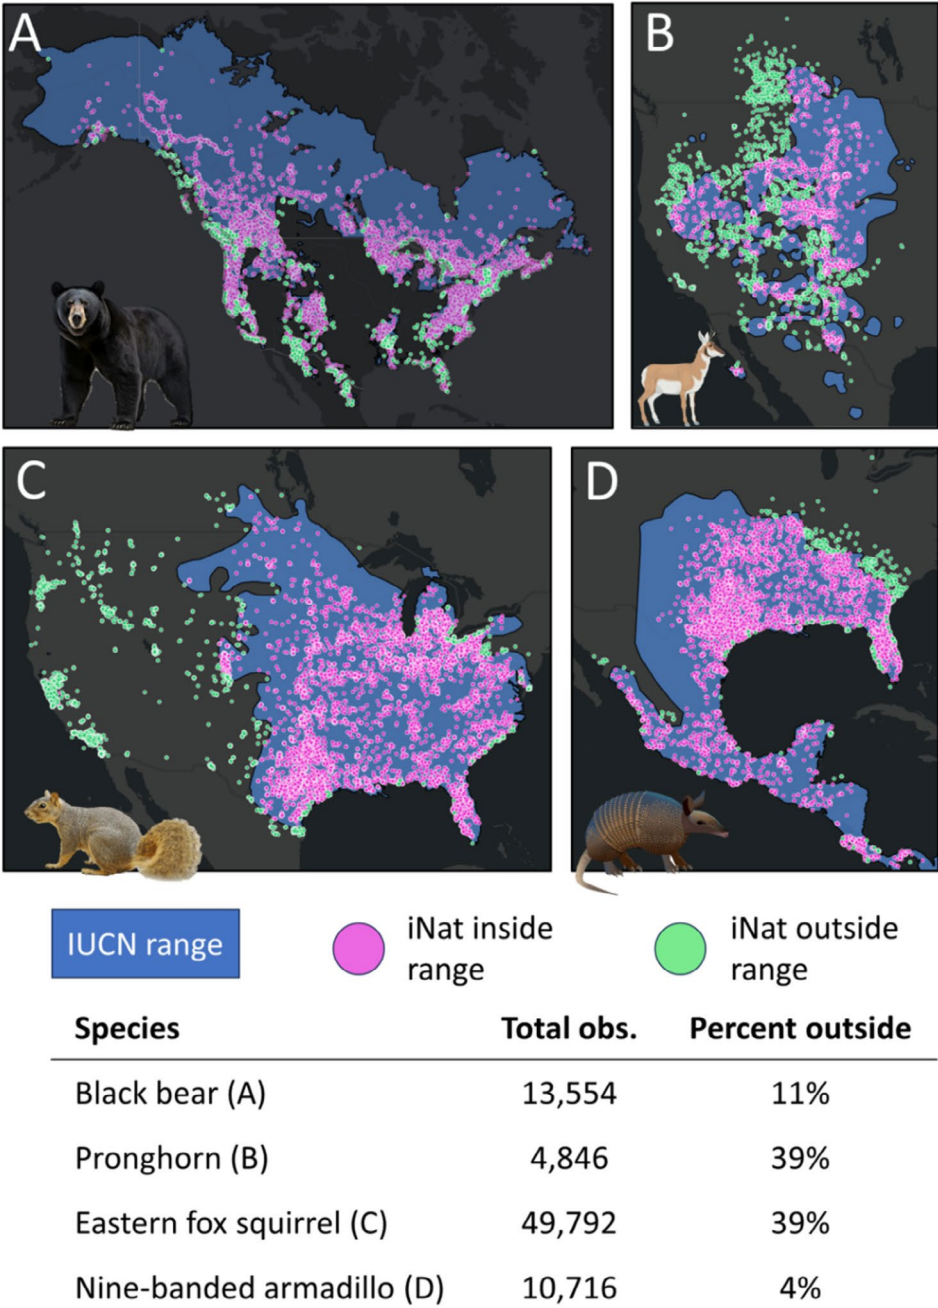 A
B
C
D
IUCN range
iNat inside
range
iNat outside
range
Species Total obs. Percent outside
Black bear (A) 13,554 11%
Pronghorn (B) 4,846 39%
Eastern fox squirrel (C) 49,792 39%
Nine-banded armadillo (D) 10,716 4%